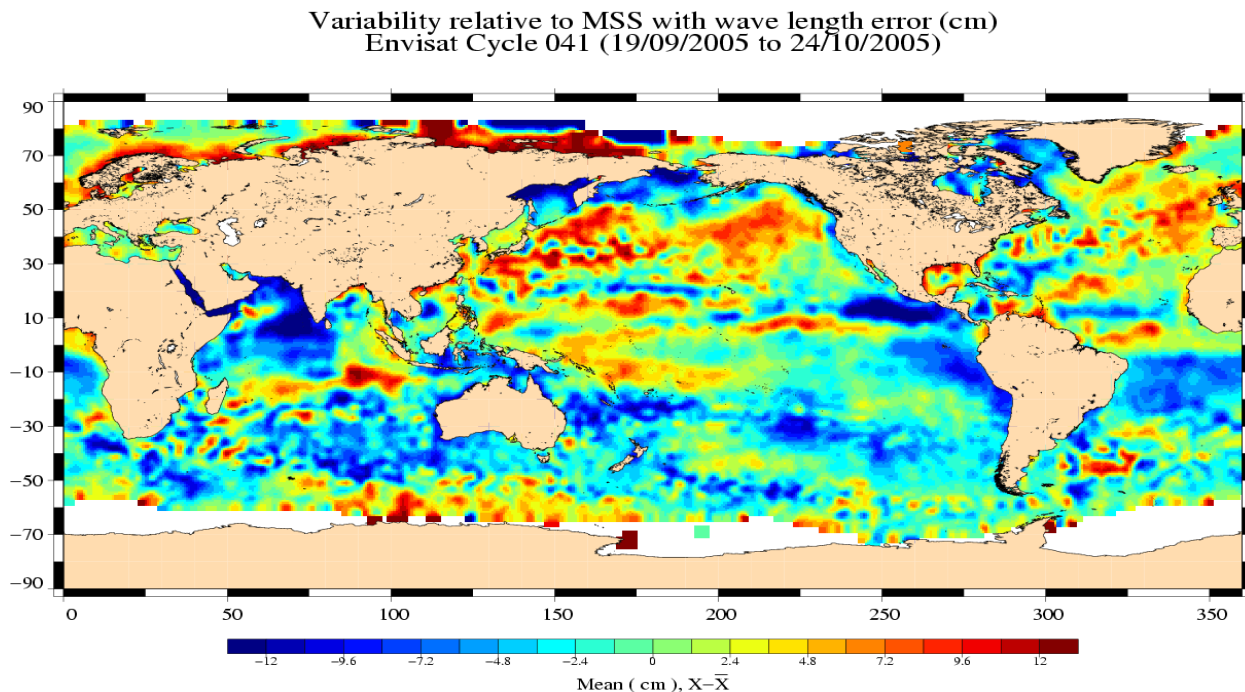 Variability relative to MSS with wave length error (cm)
Envisat Cycle 041 (19/09/2005 to 24/10/2005)
90
70
50
30
10
−10
−30
−50
−70
−90
0 50 100 150 200 250 300 350
−12 −9.6 −7.2 −4.8 −2.4 0 2.4 4.8 7.2 9.6 12
Mean ( cm ), X−X̅